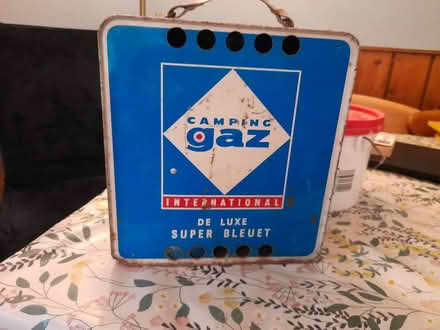 CAMPING
gaz
INTERNATIONAL
DE LUXE
SUPER BLEUET